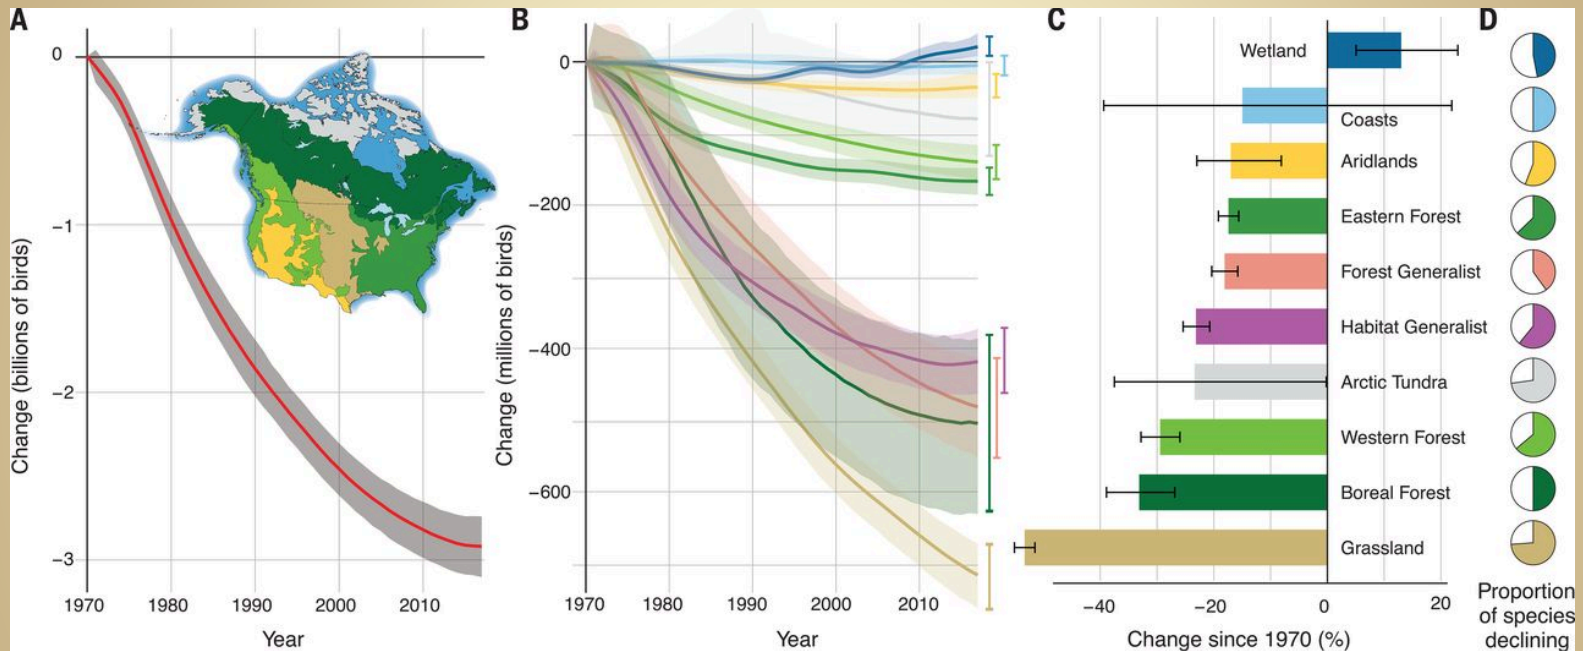 A
Change (billions of birds)
0
−1
−2
−3
1970 1980 1990 2000 2010
Year
B
Change (millions of birds)
0
−200
−400
−600
1970 1980 1990 2000 2010
Year
C
Wetland
Coasts
Aridlands
Eastern Forest
Forest Generalist
Habitat Generalist
Arctic Tundra
Western Forest
Boreal Forest
Grassland
−40 −20 0 20
Change since 1970 (%)
D
Proportion
of species
declining